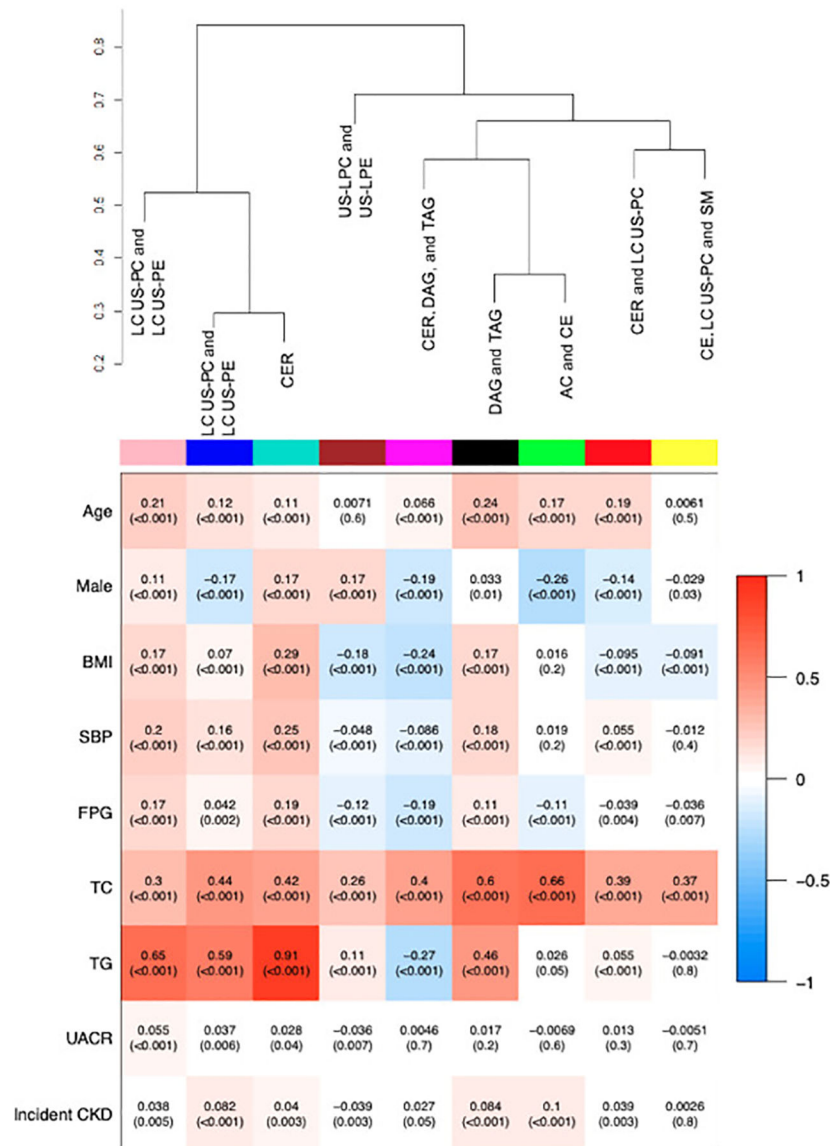 0.8
0.7
0.6
0.5
0.4
0.3
0.2
LC US-PC and
LC US-PE
LC US-PC and
LC US-PE
CER
US-LPC and
US-LPE
CER, DAG, and TAG
DAG and TAG
AC and CE
CER and LC US-PC
CE, LC US-PC and SM
Age
0.21 0.12 0.11 0.0071 0.066 0.24 0.17 0.19 0.0061
(<0.001) (<0.001) (<0.001) (0.6) (<0.001) (<0.001) (<0.001) (<0.001) (0.5)
Male
0.11 −0.17 0.17 0.17 −0.19 0.033 −0.26 −0.14 −0.029
(<0.001) (<0.001) (<0.001) (<0.001) (<0.001) (0.01) (<0.001) (<0.001) (0.03)
BMI
0.17 0.07 0.29 −0.18 −0.24 0.17 0.016 −0.095 −0.091
(<0.001) (<0.001) (<0.001) (<0.001) (<0.001) (<0.001) (0.2) (<0.001) (<0.001)
SBP
0.2 0.16 0.25 −0.048 −0.086 0.18 0.019 0.055 −0.012
(<0.001) (<0.001) (<0.001) (<0.001) (<0.001) (<0.001) (0.2) (<0.001) (0.4)
FPG
0.17 0.042 0.19 −0.12 −0.19 0.11 −0.11 −0.039 −0.036
(<0.001) (0.002) (<0.001) (<0.001) (<0.001) (<0.001) (<0.001) (0.004) (0.007)
TC
0.3 0.44 0.42 0.26 0.4 0.6 0.66 0.39 0.37
(<0.001) (<0.001) (<0.001) (<0.001) (<0.001) (<0.001) (<0.001) (<0.001) (<0.001)
TG
0.65 0.59 0.91 0.11 −0.27 0.46 0.026 0.055 −0.0032
(<0.001) (<0.001) (<0.001) (<0.001) (<0.001) (<0.001) (0.05) (<0.001) (0.8)
UACR
0.055 0.037 0.028 −0.036 0.0046 0.017 −0.0069 0.013 −0.0051
(<0.001) (0.006) (0.04) (0.007) (0.7) (0.2) (0.6) (0.3) (0.7)
Incident CKD
0.038 0.082 0.04 −0.039 0.027 0.084 0.1 0.039 0.0026
(0.005) (<0.001) (0.003) (0.003) (0.05) (<0.001) (<0.001) (0.003) (0.8)
1
0.5
0
−0.5
−1